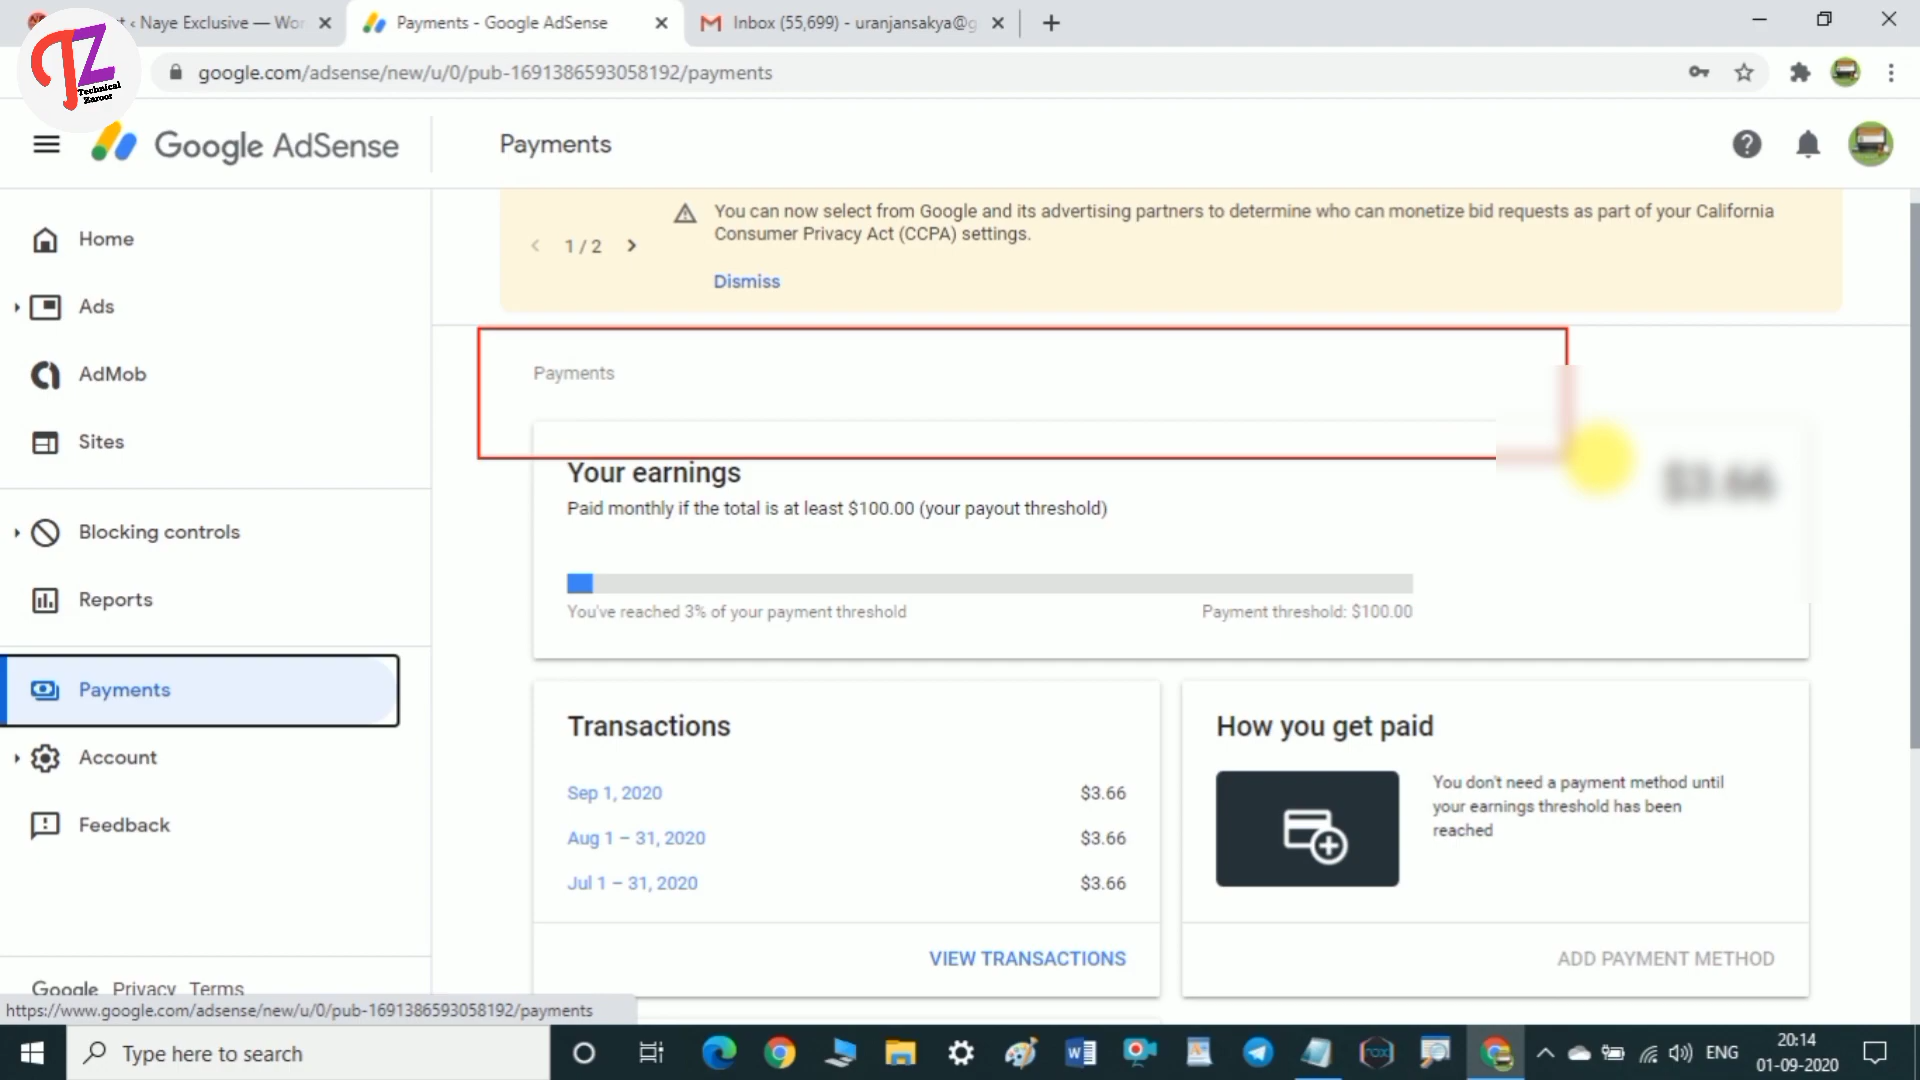 t ‹ Naye Exclusive — Wor
Payments - Google AdSense
Inbox (55,699) - uranjansakya@g
TZ
Technical
Zaroor
google.com/adsense/new/u/0/pub-1691386593058192/payments
Google AdSense
Payments
Home
Ads
AdMob
Sites
Blocking controls
Reports
Payments
Account
Feedback
Google Privacy Terms
https://www.google.com/adsense/new/u/0/pub-1691386593058192/payments
1 / 2
You can now select from Google and its advertising partners to determine who can monetize bid requests as part of your California
Consumer Privacy Act (CCPA) settings.
Dismiss
Payments
Your earnings
$3.66
Paid monthly if the total is at least $100.00 (your payout threshold)
You've reached 3% of your payment threshold
Payment threshold: $100.00
Transactions
Sep 1, 2020 $3.66
Aug 1 – 31, 2020 $3.66
Jul 1 – 31, 2020 $3.66
VIEW TRANSACTIONS
How you get paid
You don't need a payment method until
your earnings threshold has been
reached
ADD PAYMENT METHOD
Type here to search
ENG
20:14
01-09-2020